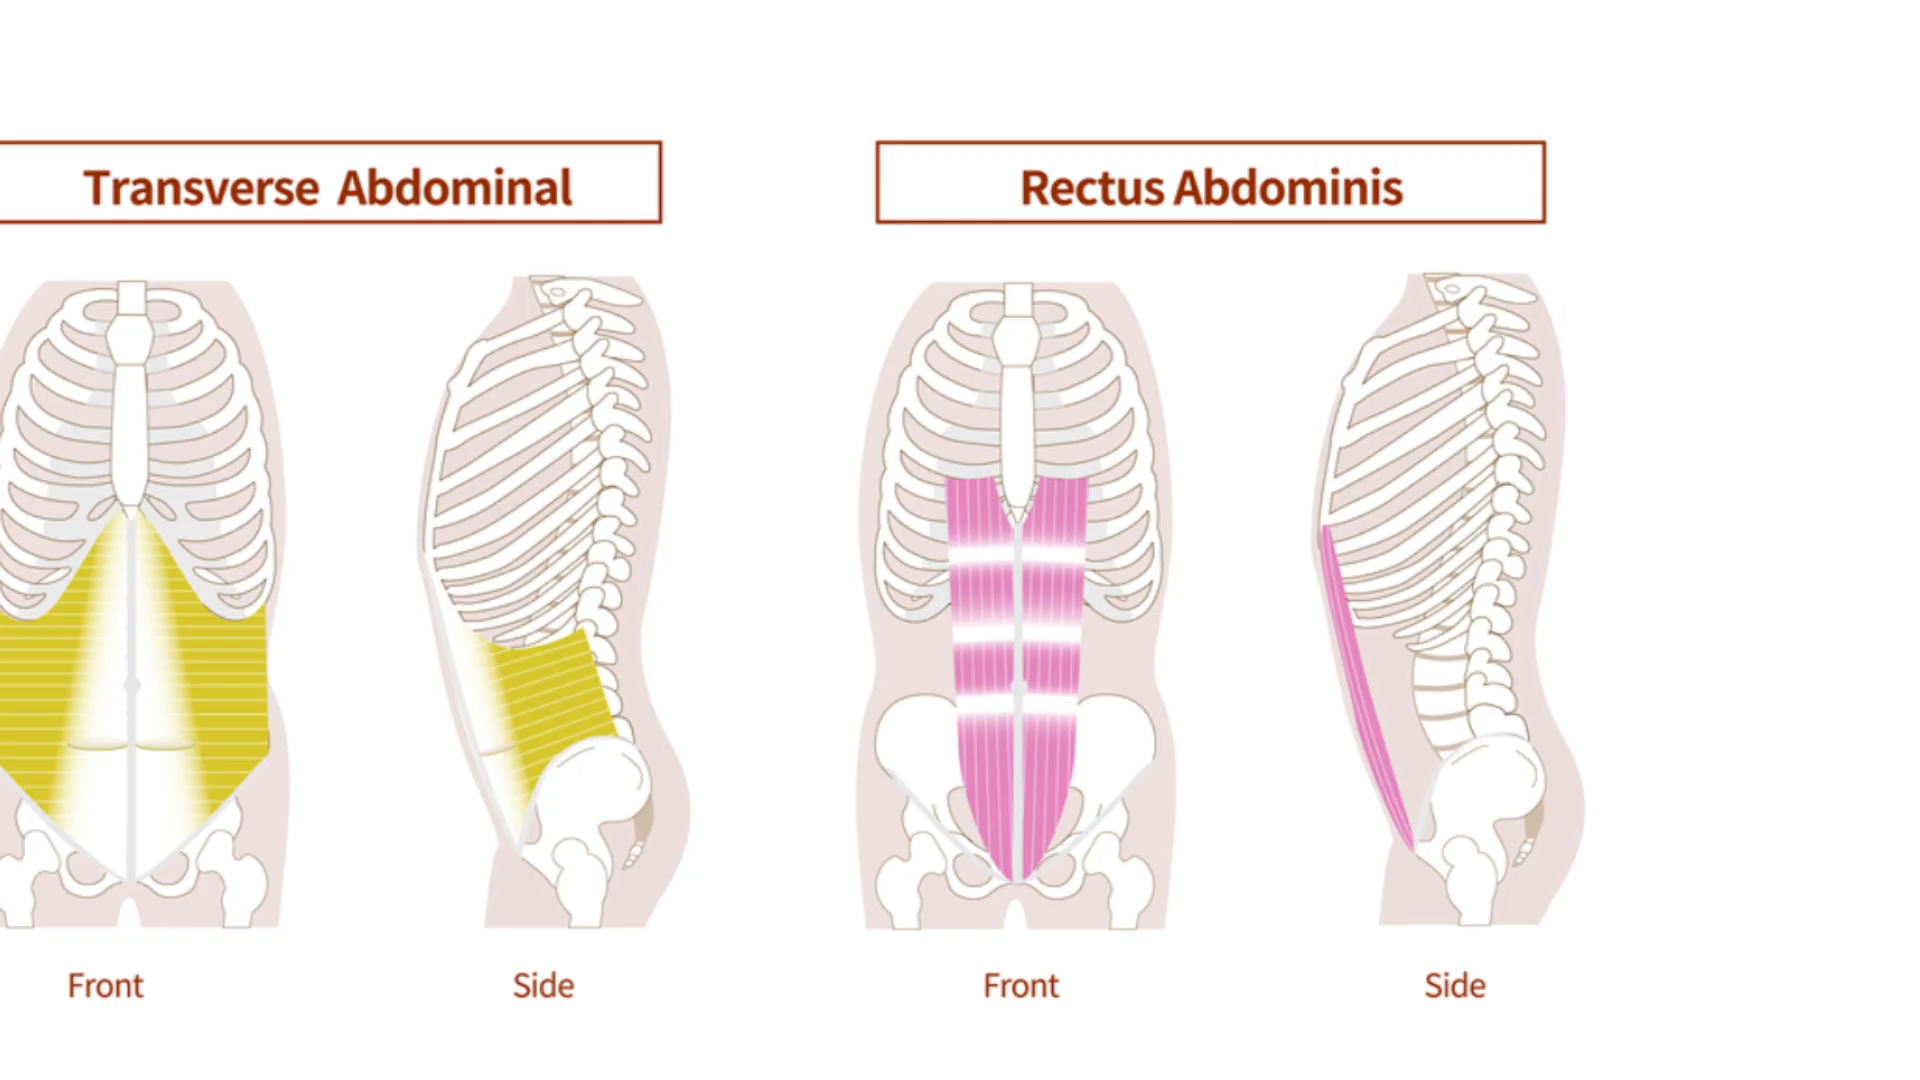 Transverse Abdominal
Rectus Abdominis
Front
Side
Front
Side